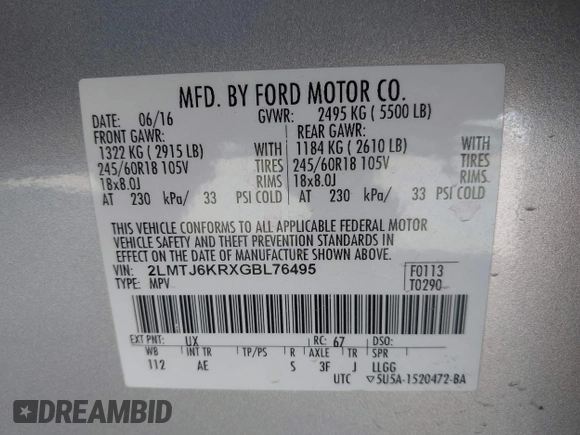 MFD. BY FORD MOTOR CO.
DATE: 06/16 GVWR: 2495 KG ( 5500 LB)
FRONT GAWR: REAR GAWR:
1322 KG ( 2915 LB) WITH 1184 KG ( 2610 LB) WITH
245/60R18 105V TIRES 245/60R18 105V TIRES
18x8.0J RIMS 18x8.0J RIMS.
AT 230 kPa/ 33 PSI COLD AT 230 kPa/ 33 PSI COLD
THIS VEHICLE CONFORMS TO ALL APPLICABLE FEDERAL MOTOR
VEHICLE SAFETY AND THEFT PREVENTION STANDARDS IN
EFFECT ON THE DATE OF MANUFACTURE SHOWN ABOVE.
VIN: 2LMTJ6KRXGBL76495 F0113
TYPE: MPV T0290
EXT PNT: UX RC: 67 DSO:
WB INT TR TP/PS R AXLE TR SPR
112 AE S 3F J LLGG
UTC ▽5U5A-1520472-BA
DREAMBID